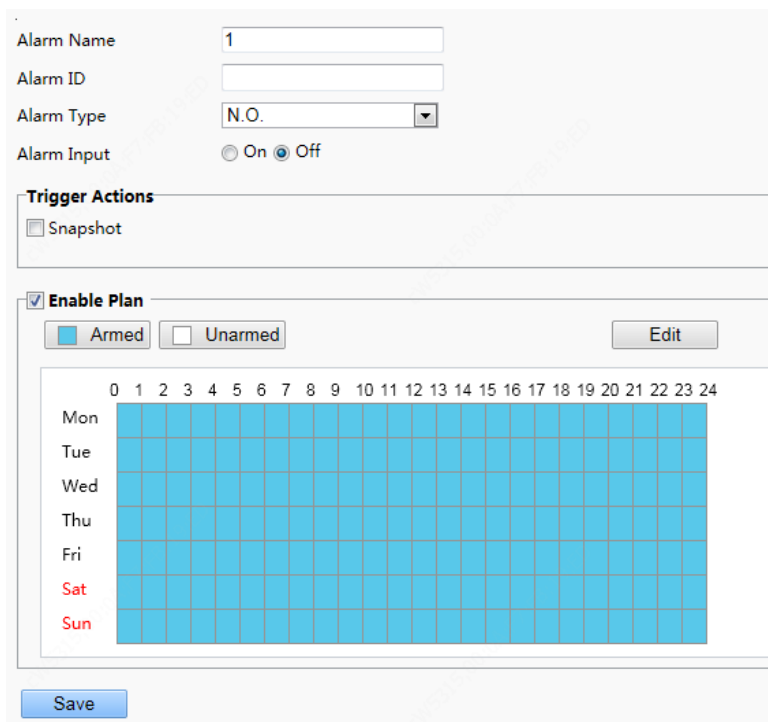 Alarm Name 1
Alarm ID
Alarm Type N.O.
Alarm Input On Off
Trigger Actions
Snapshot
Enable Plan
Armed Unarmed Edit
0 1 2 3 4 5 6 7 8 9 10 11 12 13 14 15 16 17 18 19 20 21 22 23 24
Mon
Tue
Wed
Thu
Fri
Sat
Sun
Save